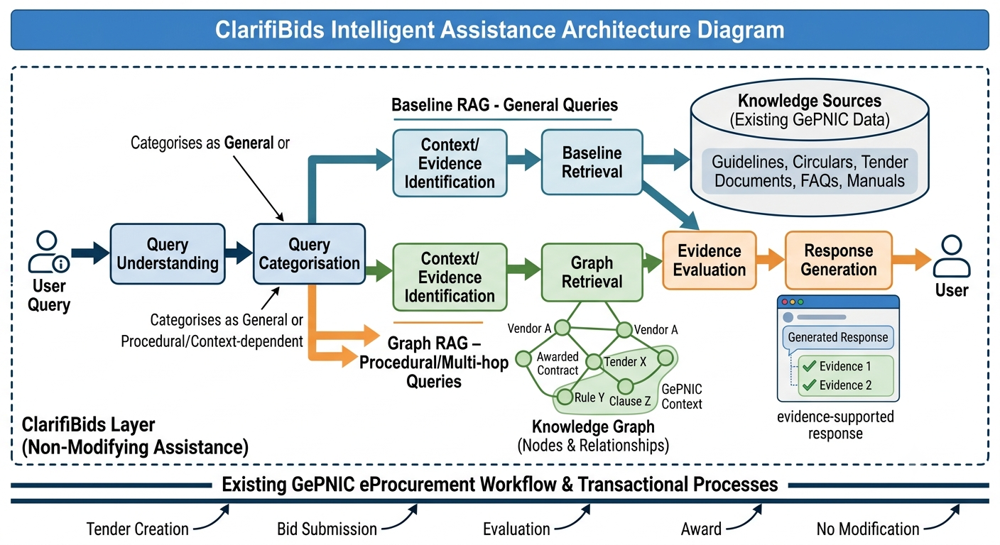 ClarifiBids Intelligent Assistance Architecture Diagram
Baseline RAG - General Queries
Knowledge Sources
(Existing GePNIC Data)
Guidelines, Circulars, Tender
Documents, FAQs, Manuals
Categorises as General or
Context/
Evidence
Identification
Baseline
Retrieval
User
Query
Query
Understanding
Query
Categorisation
Categorises as General or
Procedural/Context-dependent
Context/
Evidence
Identification
Graph
Retrieval
Evidence
Evaluation
Response
Generation
User
Graph RAG –
Procedural/Multi-hop
Queries
Vendor A
Vendor A
Awarded
Contract
Tender X
Rule Y
Clause Z
GePNIC
Context
Knowledge Graph
(Nodes & Relationships)
Generated Response
Evidence 1
Evidence 2
evidence-supported
response
ClarifiBids Layer
(Non-Modifying Assistance)
Existing GePNIC eProcurement Workflow & Transactional Processes
Tender Creation
Bid Submission
Evaluation
Award
No Modification